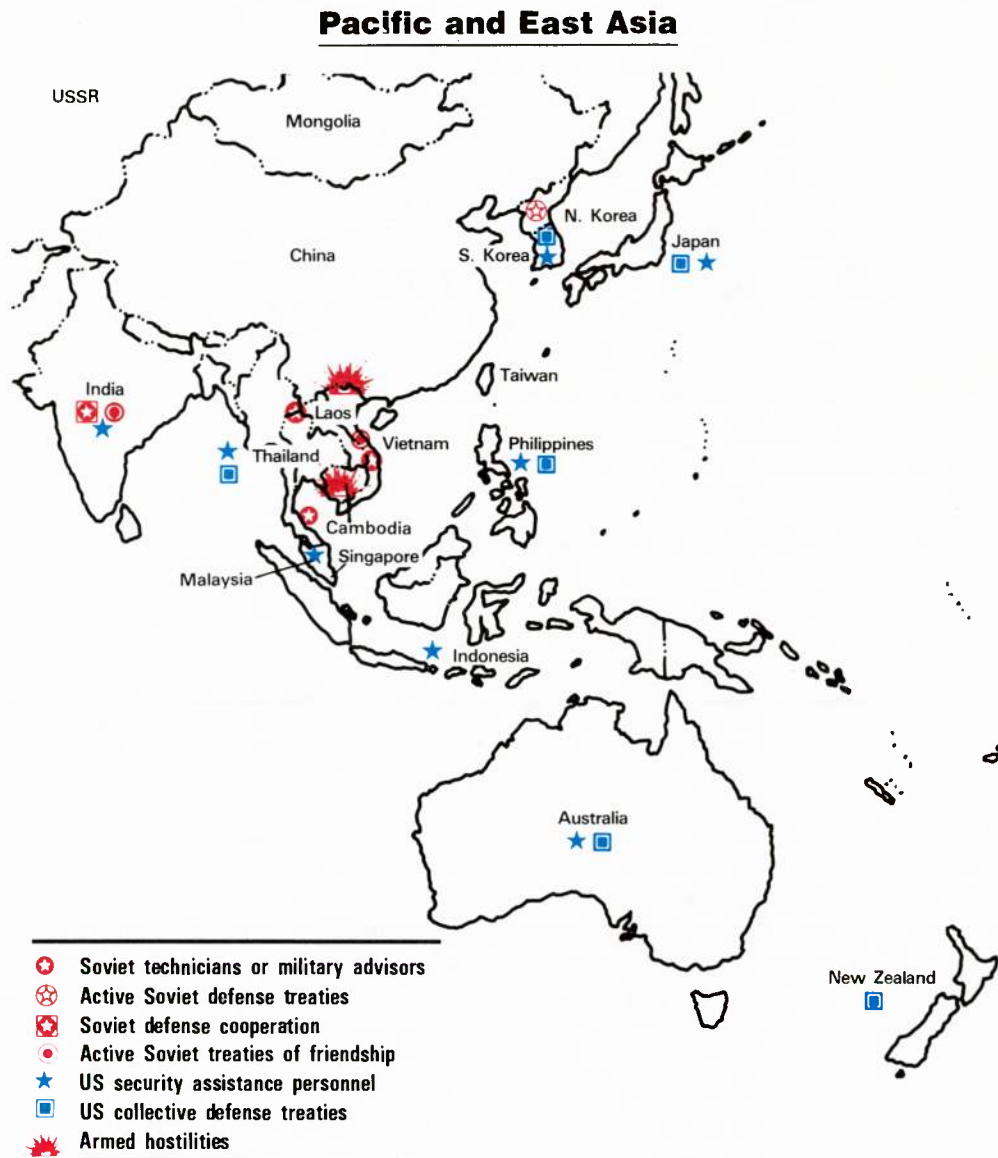 Pacific and East Asia
USSR
Mongolia
N. Korea
China
S. Korea
Japan
Taiwan
India
Laos
Vietnam
Philippines
Thailand
Cambodia
Singapore
Malaysia
Indonesia
Australia
New Zealand
Soviet technicians or military advisors
Active Soviet defense treaties
Soviet defense cooperation
Active Soviet treaties of friendship
US security assistance personnel
US collective defense treaties
Armed hostilities